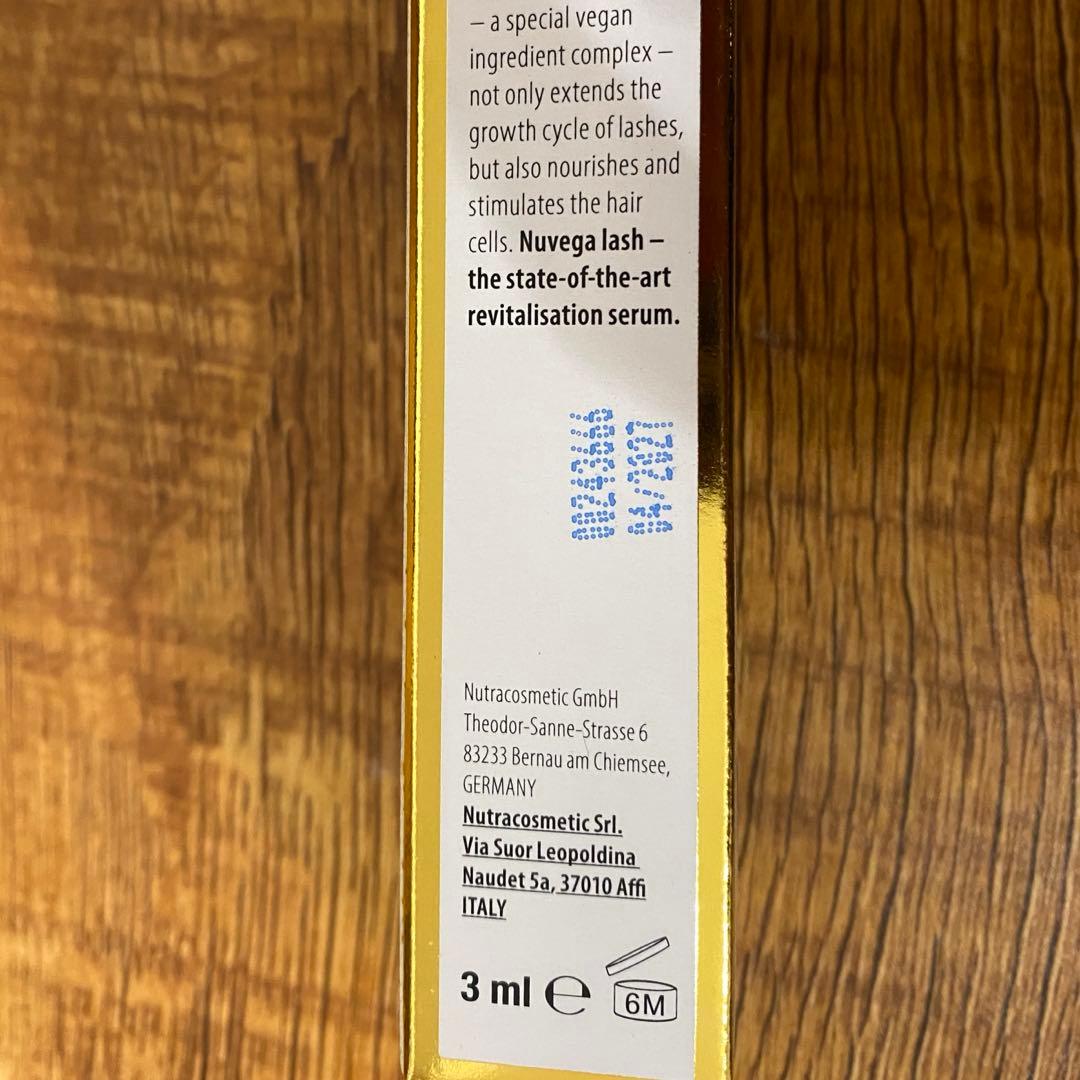 – a special vegan
ingredient complex –
not only extends the
growth cycle of lashes,
but also nourishes and
stimulates the hair
cells. Nuvega lash –
the state-of-the-art
revitalisation serum.
04/2027
Nutracosmetic GmbH
Theodor-Sanne-Strasse 6
83233 Bernau am Chiemsee,
GERMANY
Nutracosmetic Srl.
Via Suor Leopoldina
Naudet 5a, 37010 Affi
ITALY
3 ml ℮
6M